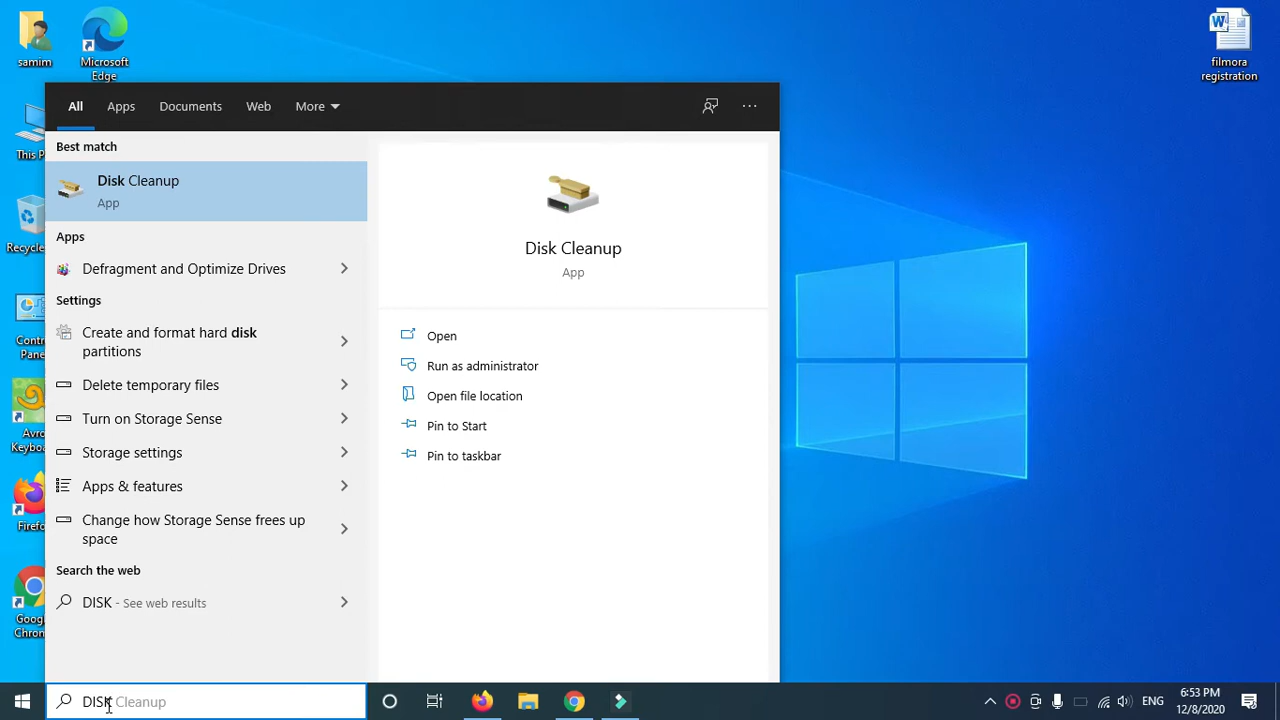 samim
Microsoft
Edge
filmora
registration
All
Apps
Documents
Web
More
Best match
Disk Cleanup
App
Apps
Defragment and Optimize Drives
Settings
Create and format hard disk
partitions
Delete temporary files
Turn on Storage Sense
Storage settings
Apps & features
Change how Storage Sense frees up
space
Search the web
DISK - See web results
Disk Cleanup
App
Open
Run as administrator
Open file location
Pin to Start
Pin to taskbar
This P
Recycle
Contr
Pane
Avro
Keyboa
Firefo
Goog
Chron
DISK Cleanup
ENG
6:53 PM
12/8/2020